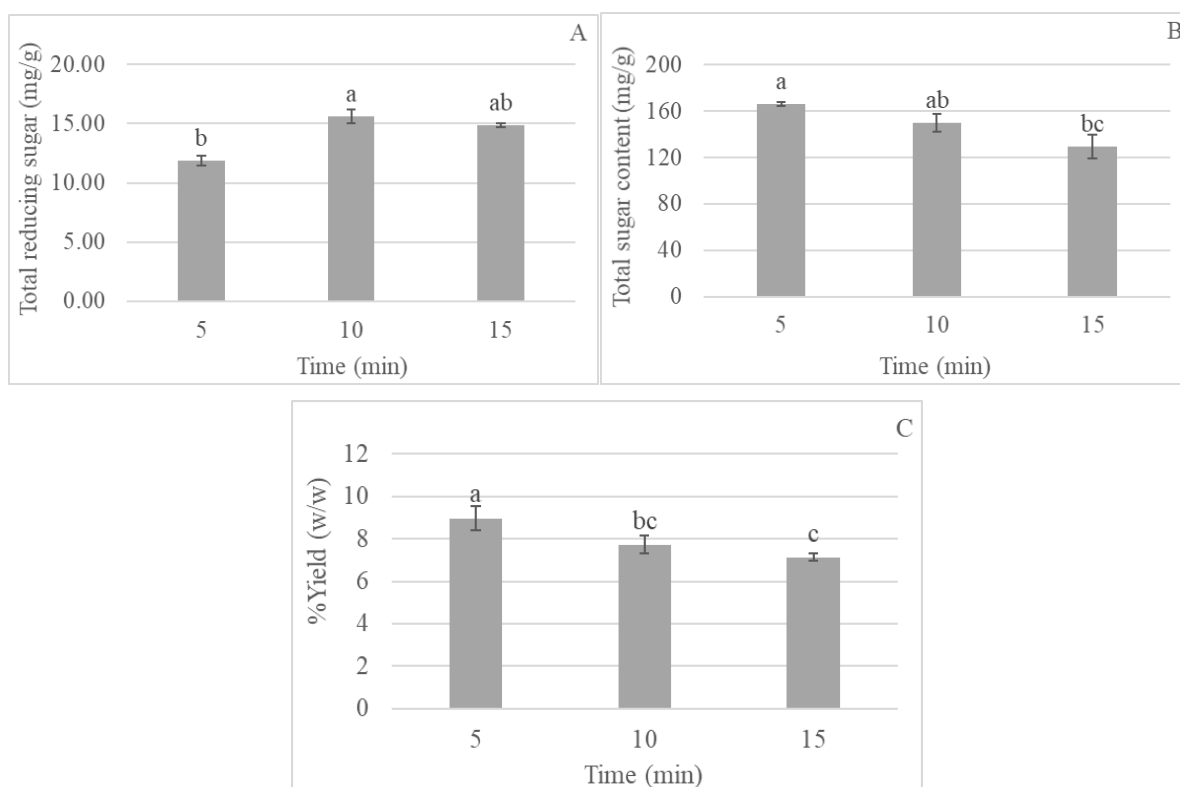 A
Total reducing sugar (mg/g)
20.00
15.00
10.00
5.00
0.00
b
a
ab
5 10 15
Time (min)
B
Total sugar content (mg/g)
200
160
120
80
40
0
a
ab
bc
5 10 15
Time (min)
C
%Yield (w/w)
12
10
8
6
4
2
0
a
bc
c
5 10 15
Time (min)